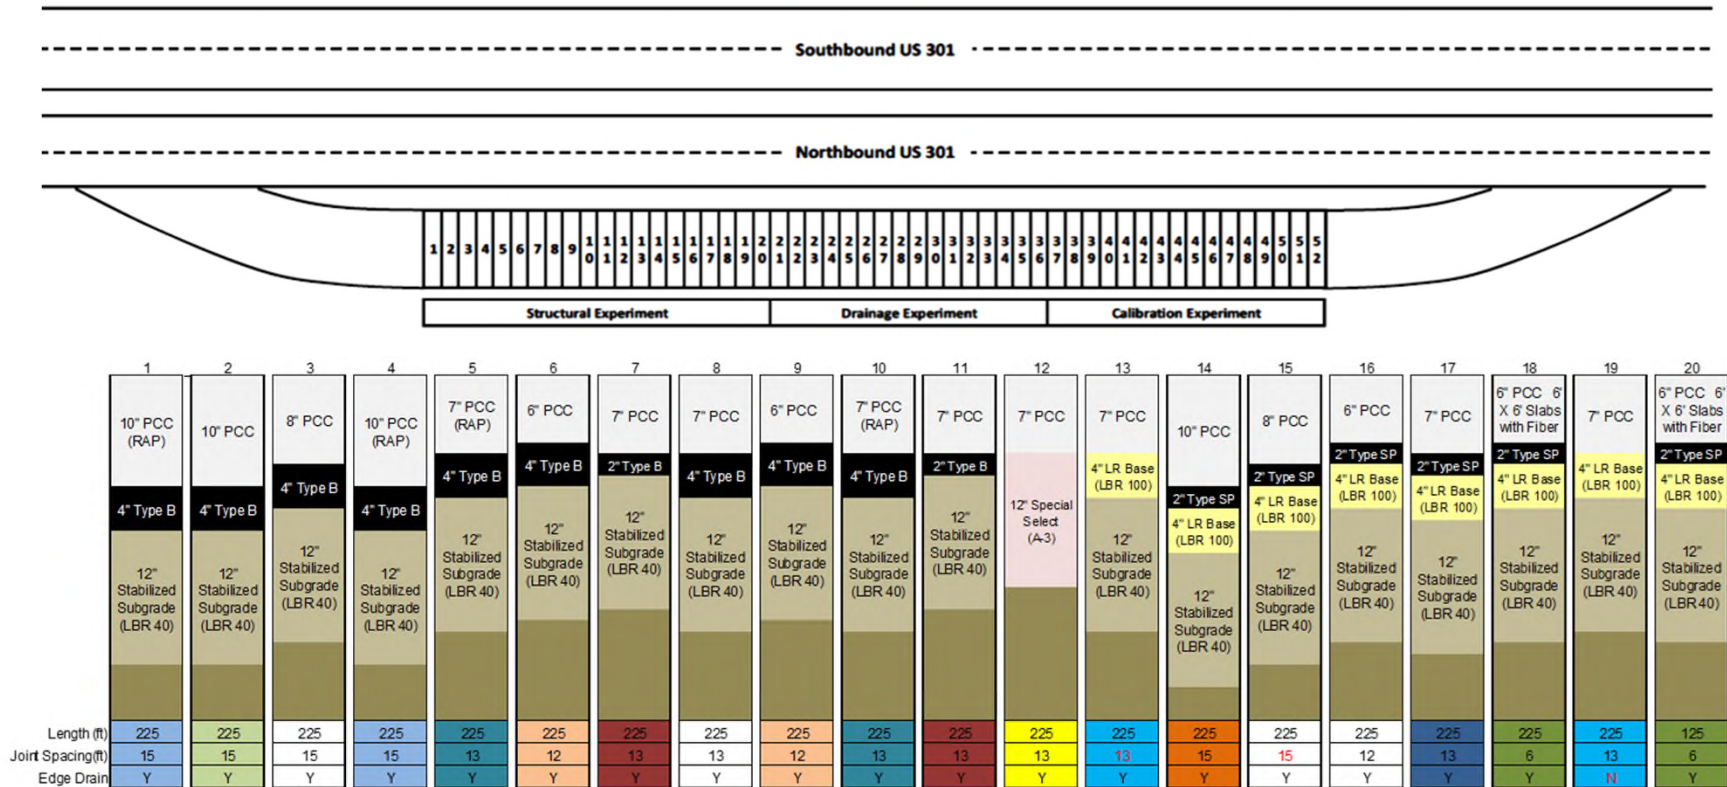 Southbound US 301
Northbound US 301
1 2 3 4 5 6 7 8 9 10 11 12 13 14 15 16 17 18 19 20 21 22 23 24 25 26 27 28 29 30 31 32 33 34 35 36 37 38 39 40 41 42 43 44 45 46 47 48 49 50 51 52
Structural Experiment Drainage Experiment Calibration Experiment
1 2 3 4 5 6 7 8 9 10 11 12 13 14 15 16 17 18 19 20
10" PCC
(RAP)
4" Type B
12"
Stabilized
Subgrade
(LBR 40)
10" PCC
4" Type B
12"
Stabilized
Subgrade
(LBR 40)
8" PCC
4" Type B
12"
Stabilized
Subgrade
(LBR 40)
10" PCC
(RAP)
4" Type B
12"
Stabilized
Subgrade
(LBR 40)
7" PCC
(RAP)
4" Type B
12"
Stabilized
Subgrade
(LBR 40)
6" PCC
4" Type B
12"
Stabilized
Subgrade
(LBR 40)
7" PCC
2" Type B
12"
Stabilized
Subgrade
(LBR 40)
7" PCC
4" Type B
12"
Stabilized
Subgrade
(LBR 40)
6" PCC
4" Type B
12"
Stabilized
Subgrade
(LBR 40)
7" PCC
(RAP)
4" Type B
12"
Stabilized
Subgrade
(LBR 40)
7" PCC
2" Type B
12"
Stabilized
Subgrade
(LBR 40)
7" PCC
12" Special
Select
(A-3)
7" PCC
4" LR Base
(LBR 100)
12"
Stabilized
Subgrade
(LBR 40)
10" PCC
2" Type SP
4" LR Base
(LBR 100)
12"
Stabilized
Subgrade
(LBR 40)
8" PCC
2" Type SP
4" LR Base
(LBR 100)
12"
Stabilized
Subgrade
(LBR 40)
6" PCC
2" Type SP
4" LR Base
(LBR 100)
12"
Stabilized
Subgrade
(LBR 40)
7" PCC
2" Type SP
4" LR Base
(LBR 100)
12"
Stabilized
Subgrade
(LBR 40)
6" PCC 6'
X 6' Slabs
with Fiber
2" Type SP
4" LR Base
(LBR 100)
12"
Stabilized
Subgrade
(LBR 40)
7" PCC
4" LR Base
(LBR 100)
12"
Stabilized
Subgrade
(LBR 40)
6" PCC 6'
X 6' Slabs
with Fiber
2" Type SP
4" LR Base
(LBR 100)
12"
Stabilized
Subgrade
(LBR 40)
Length (ft) 225 225 225 225 225 225 225 225 225 225 225 225 225 225 225 225 225 225 225 125
Joint Spacing(ft) 15 15 15 15 13 12 13 13 12 13 13 13 13 15 15 12 13 6 13 6
Edge Drain Y Y Y Y Y Y Y Y Y Y Y Y Y Y Y Y Y Y N Y